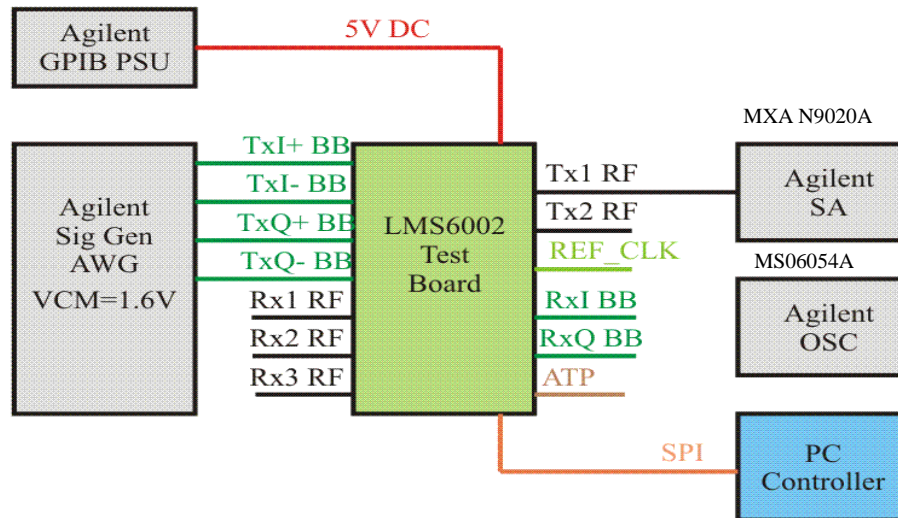 Agilent
GPIB PSU
5V DC
MXA N9020A
TxI+ BB
TxI- BB
TxQ+ BB
TxQ- BB
Agilent
Sig Gen
AWG
VCM=1.6V
Rx1 RF
Rx2 RF
Rx3 RF
LMS6002
Test
Board
Tx1 RF
Tx2 RF
REF_CLK
RxI BB
RxQ BB
ATP
Agilent
SA
MS06054A
Agilent
OSC
SPI
PC
Controller